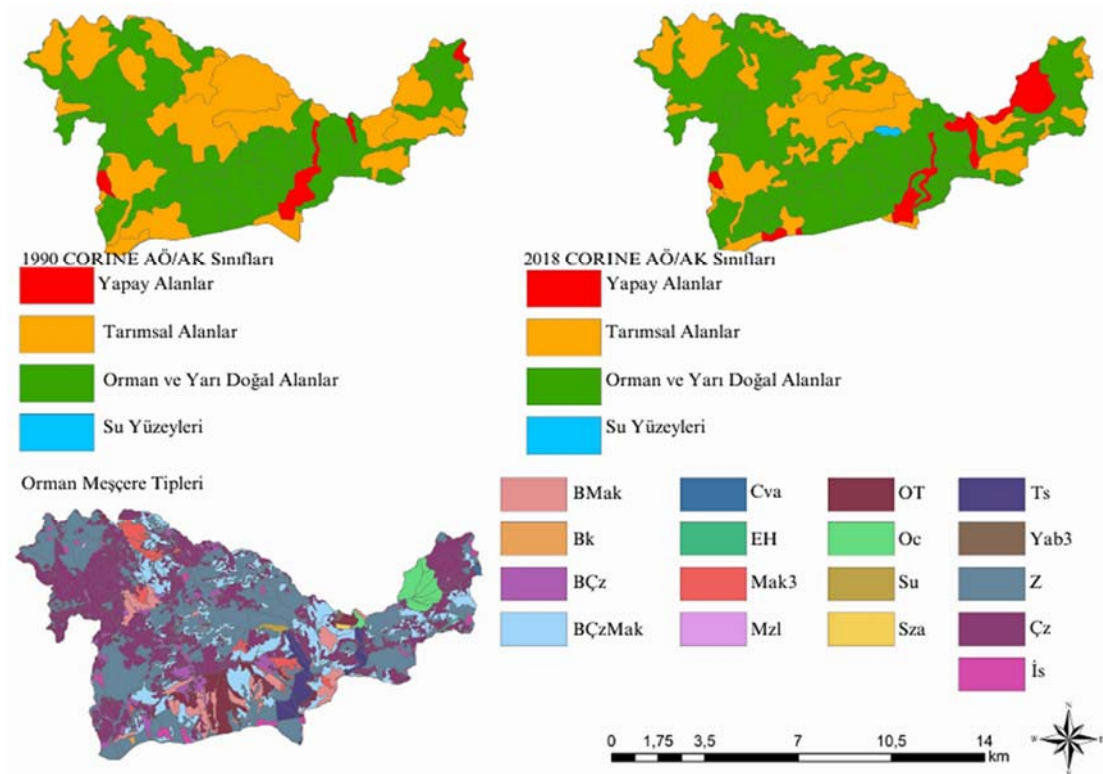 1990 CORINE AÖ/AK Sınıfları
Yapay Alanlar
Tarımsal Alanlar
Orman ve Yarı Doğal Alanlar
Su Yüzeyleri
2018 CORINE AÖ/AK Sınıfları
Yapay Alanlar
Tarımsal Alanlar
Orman ve Yarı Doğal Alanlar
Su Yüzeyleri
Orman Meşçere Tipleri
BMak
Bk
BÇz
BÇzMak
Cva
EH
Mak3
Mzl
OT
Oc
Su
Sza
Ts
Yab3
Z
Çz
İs
0 1,75 3,5 7 10,5 14
km
N
W E
S